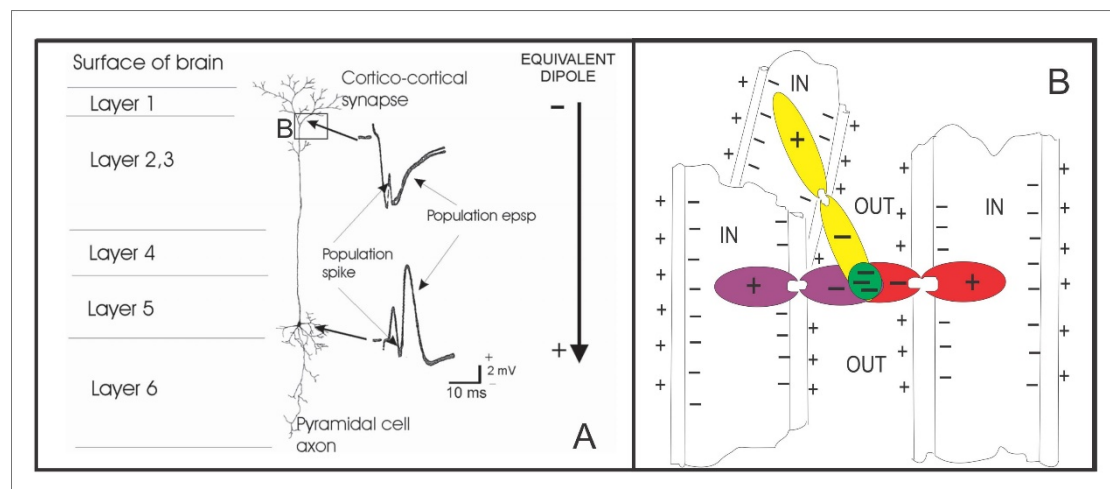 Surface of brain
Layer 1
Layer 2,3
Layer 4
Layer 5
Layer 6
B
Cortico-cortical
synapse
Population epsp
Population
spike
+
2 mV
–
10 ms
Pyramidal cell
axon
EQUIVALENT
DIPOLE
–
+
A
B
IN
+
OUT
–
IN
IN
+
–
=
–
+
OUT